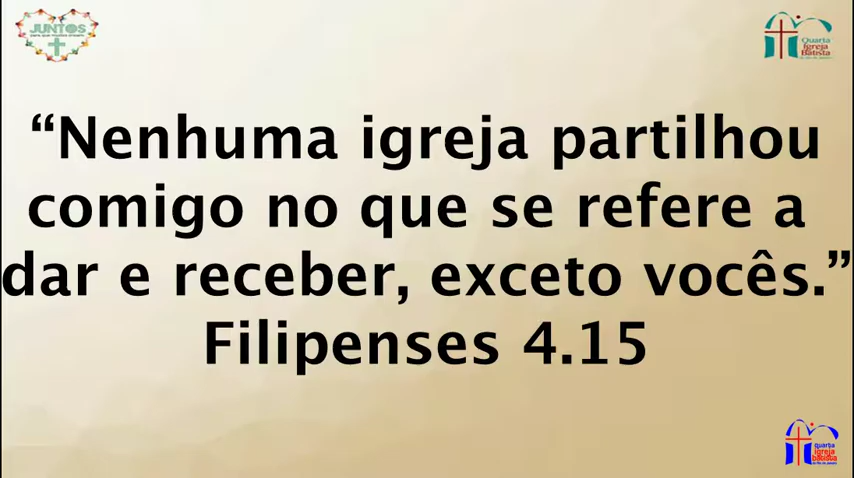 JUNTOS
Quarta
Igreja
Batista
“Nenhuma igreja partilhou
comigo no que se refere a
dar e receber, exceto vocês.”
Filipenses 4.15
quarta
igreja
batista